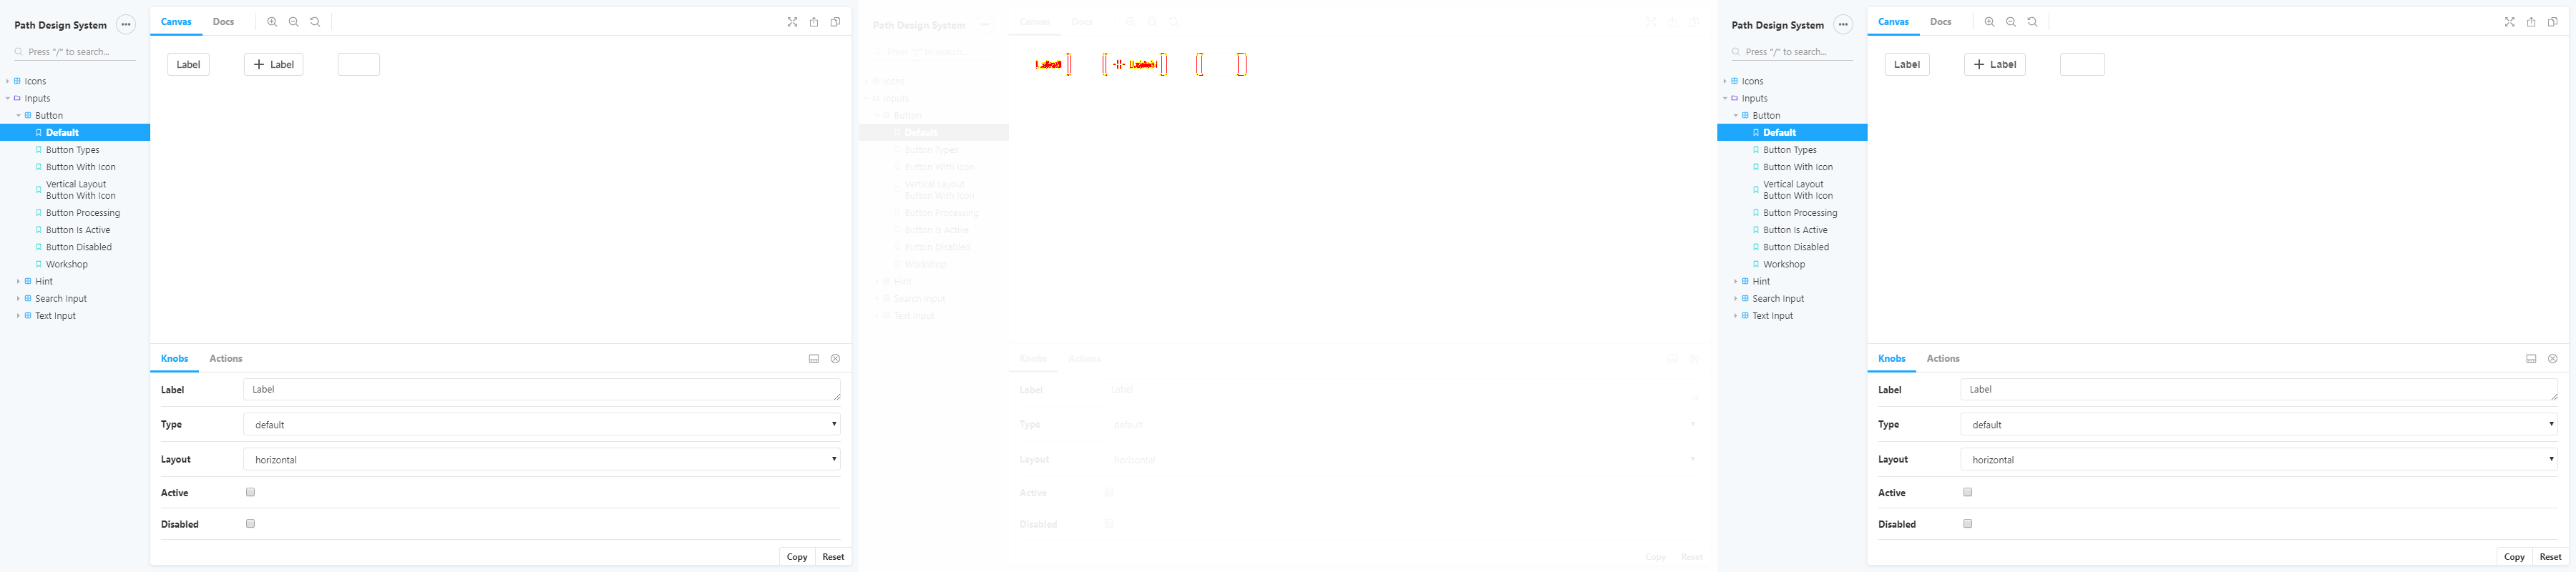 Path Design System
Canvas Docs
Press "/" to search...
Icons
Inputs
Button
Default
Button Types
Button With Icon
Vertical Layout
Button With Icon
Button Processing
Button Is Active
Button Disabled
Workshop
Hint
Search Input
Text Input
Label
Label
Knobs Actions
Label Label
Type default
Layout horizontal
Active
Disabled
Copy Reset
Path Design System
Canvas Docs
Press "/" to search...
Icons
Inputs
Button
Default
Button Types
Button With Icon
Vertical Layout
Button With Icon
Button Processing
Button Is Active
Button Disabled
Workshop
Hint
Search Input
Text Input
Knobs Actions
Label Label
Type default
Layout horizontal
Active
Disabled
Copy Reset
Path Design System
Canvas Docs
Press "/" to search...
Icons
Inputs
Button
Default
Button Types
Button With Icon
Vertical Layout
Button With Icon
Button Processing
Button Is Active
Button Disabled
Workshop
Hint
Search Input
Text Input
Label
Label
Knobs Actions
Label Label
Type default
Layout horizontal
Active
Disabled
Copy Reset